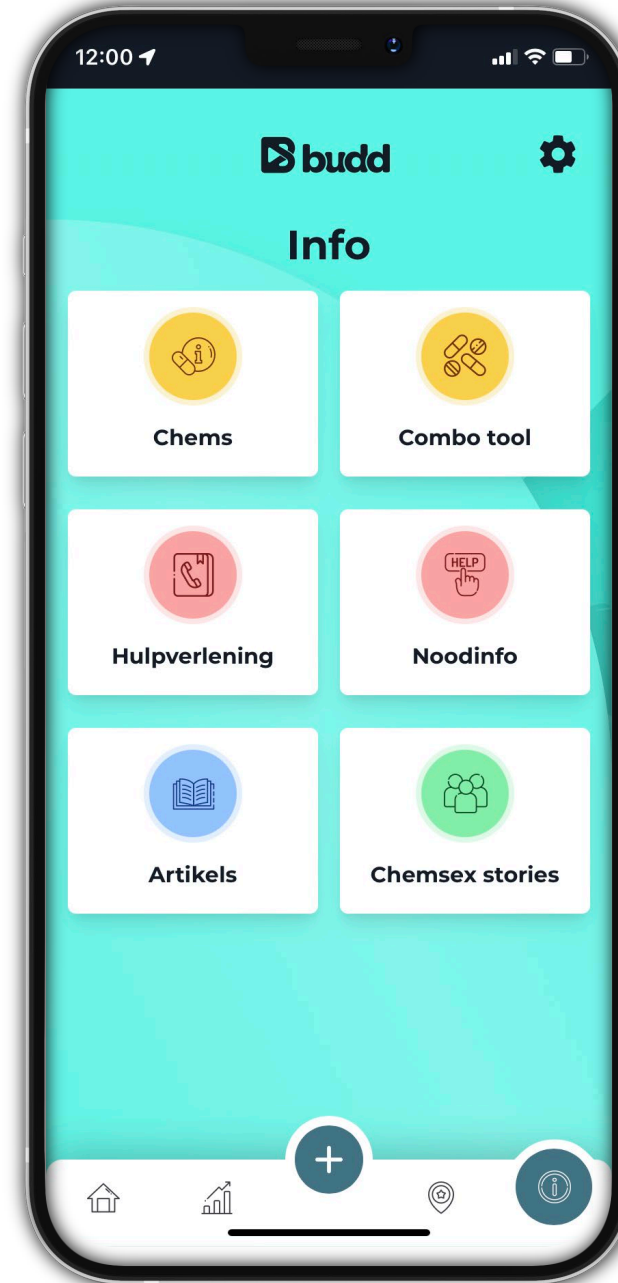 12:00
budd
Info
Chems
Combo tool
HELP
Hulpverlening
Noodinfo
Artikels
Chemsex stories